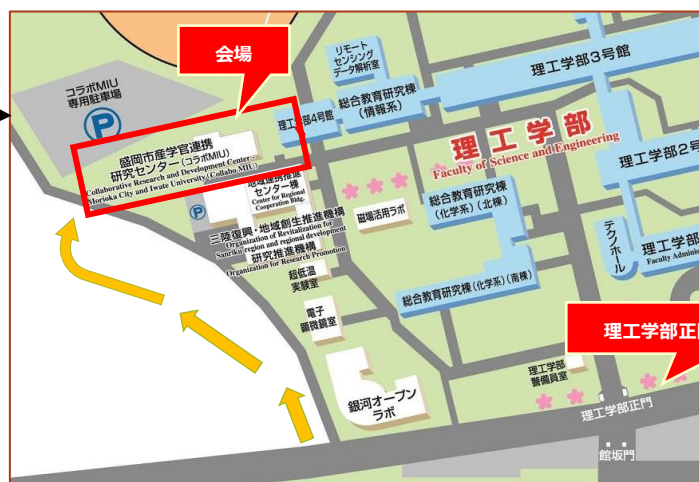 会場
コラボMIU
専用駐車場
P
リモート
センシング
データ解析室
理工学部3号館
総合教育研究棟
(情報系)
理工学部4号館
盛岡市産学官連携
研究センター(コラボMIU)
Collaborative Research and Development Center
Morioka City and Iwate University (Collabo MIU)
理工学部
Faculty of Science and Engineering
理工学部2号
地域連携推進
センター棟
Center for Regional
Cooperation Bldg.
P
磁場活用ラボ
総合教育研究棟
(化学系)(北棟)
テクノホール
理工学部
Faculty Adminis
三陸復興・地域創生推進機構
Organization of Revitalization for
Sanriku-region and regional development
研究推進機構
Organization for Research Promotion
超低温
実験室
総合教育研究棟(化学系)(南棟)
電子
顕微鏡室
理工学部正門
理工学部
警備員室
銀河オープン
ラボ
理工学部正門
館坂門